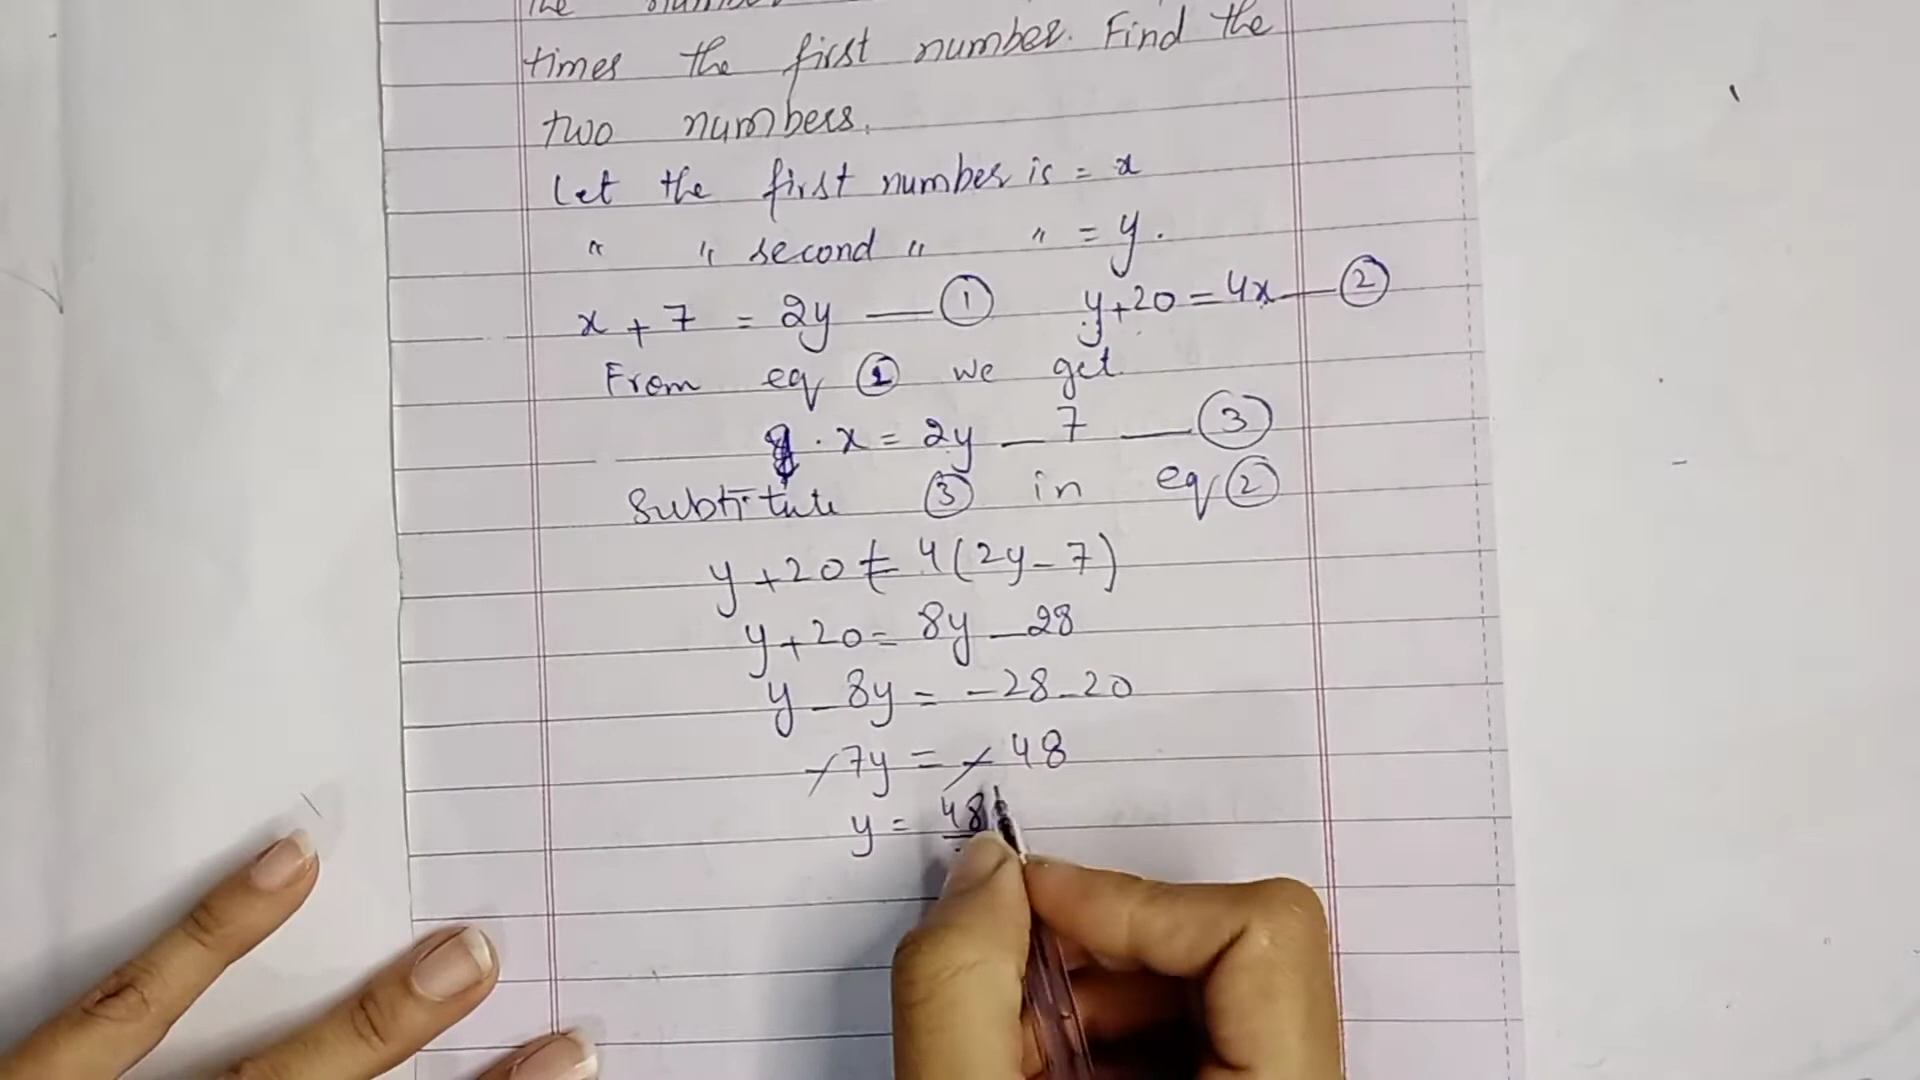 the number
times the first number. Find the
two numbers.
Let the first number is = x
" " second " " = y.
x + 7 = 2y — ① y+20 = 4x — ②
From eq ① we get
x = 2y - 7 — ③
Substitute ③ in eq ②
y + 20 = 4(2y - 7)
y + 20 = 8y - 28
y - 8y = -28 - 20
-7y = -48
y = 48